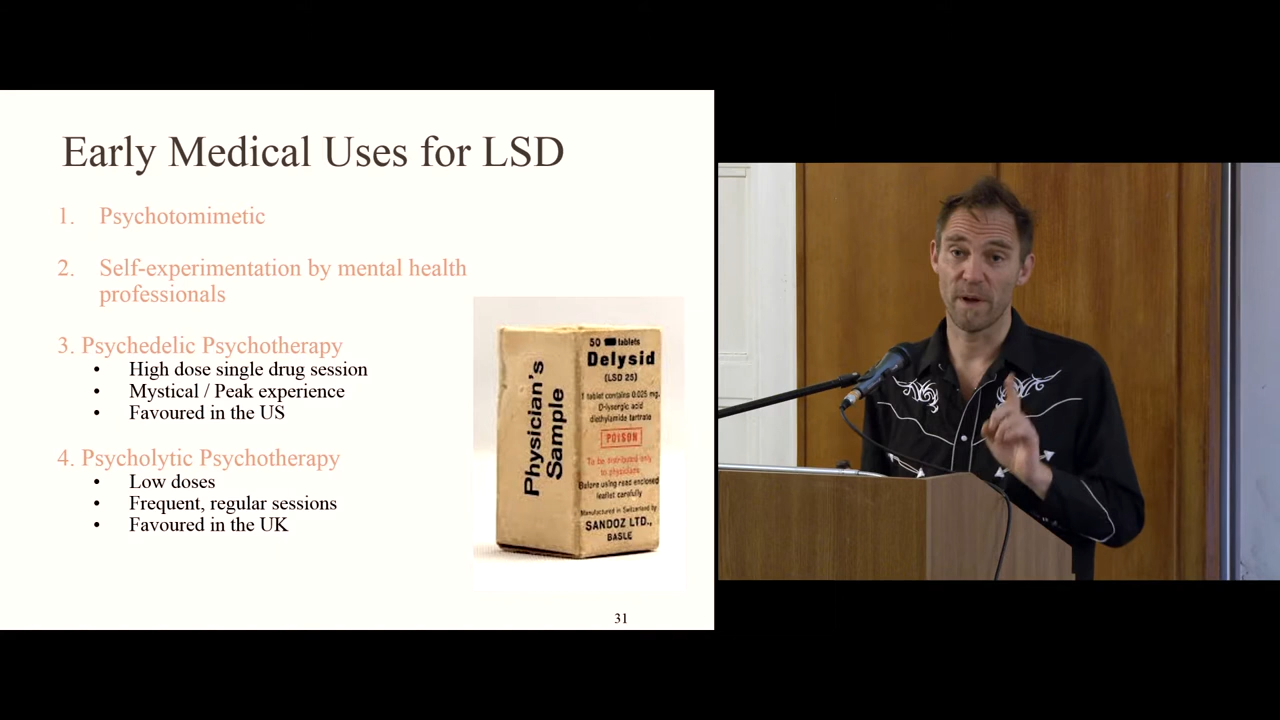 Early Medical Uses for LSD
1. Psychotomimetic
2. Self-experimentation by mental health
professionals
3. Psychedelic Psychotherapy
• High dose single drug session
• Mystical / Peak experience
• Favoured in the US
4. Psycholytic Psychotherapy
• Low doses
• Frequent, regular sessions
• Favoured in the UK
Physician's
Sample
50 tablets
Delysid
(LSD 25)
1 tablet contains 0.025 mg.
D-lysergic acid
diethylamide tartrate
POISON
To be distributed only
to physicians
Before using read enclosed
leaflet carefully
Manufactured in Switzerland by
SANDOZ LTD.,
BASLE
31